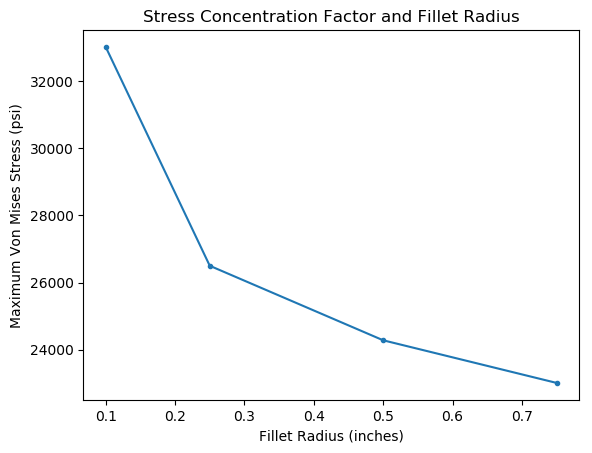 Stress Concentration Factor and Fillet Radius
Maximum Von Mises Stress (psi)
32000
30000
28000
26000
24000
0.1 0.2 0.3 0.4 0.5 0.6 0.7
Fillet Radius (inches)